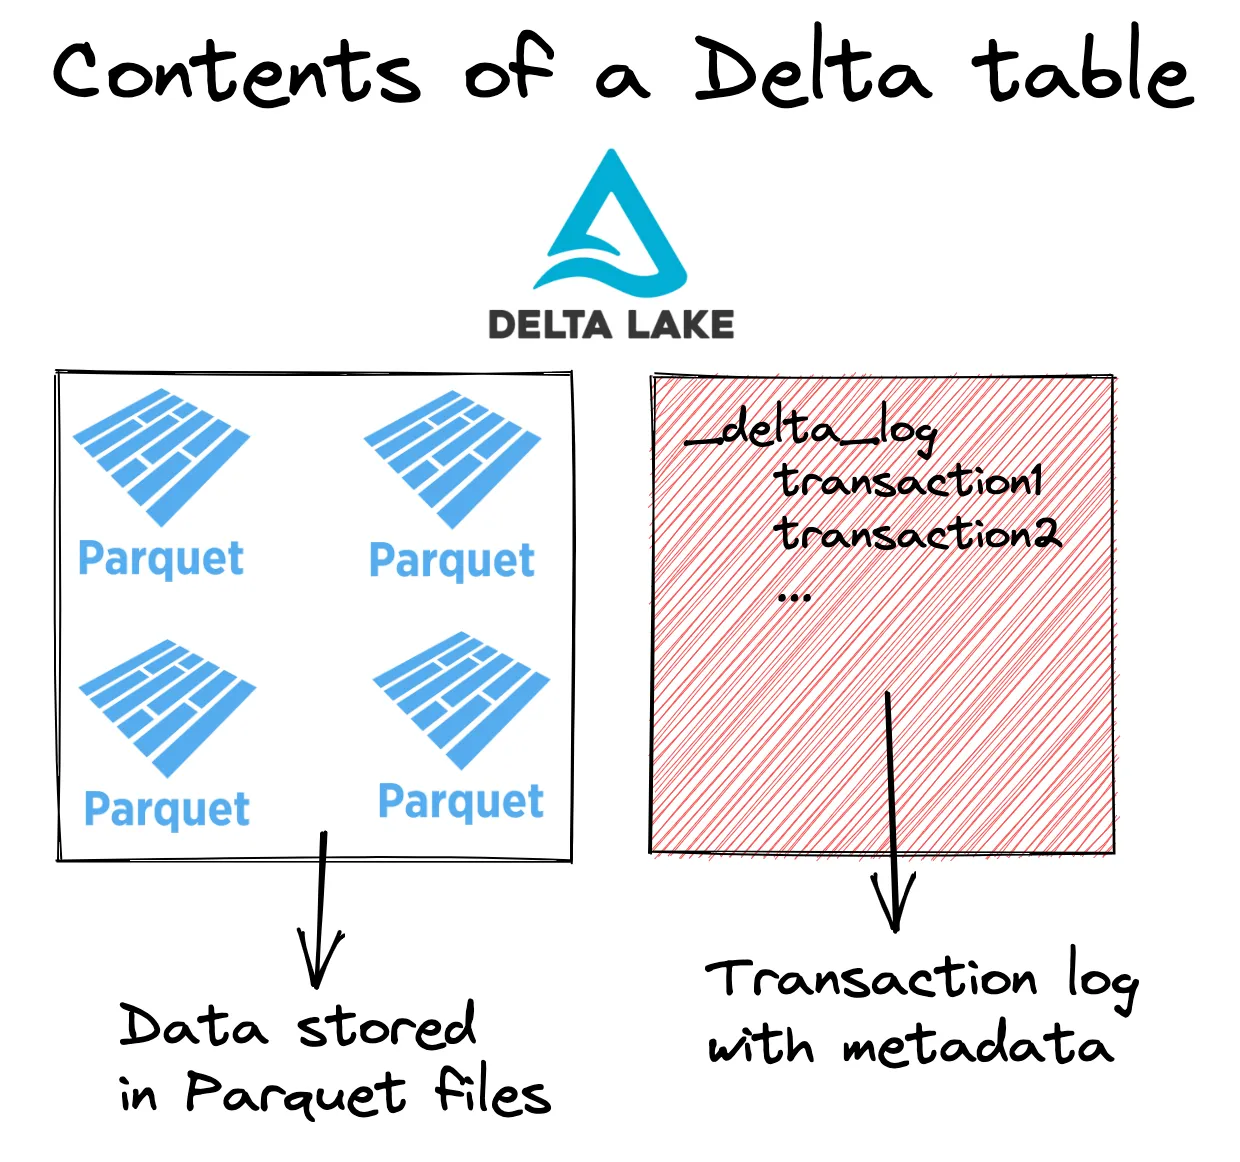 Contents of a Delta table
DELTA LAKE
Parquet
Parquet
Parquet
Parquet
_delta_log
transaction1
transaction2
...
Data stored
in Parquet files
Transaction log
with metadata